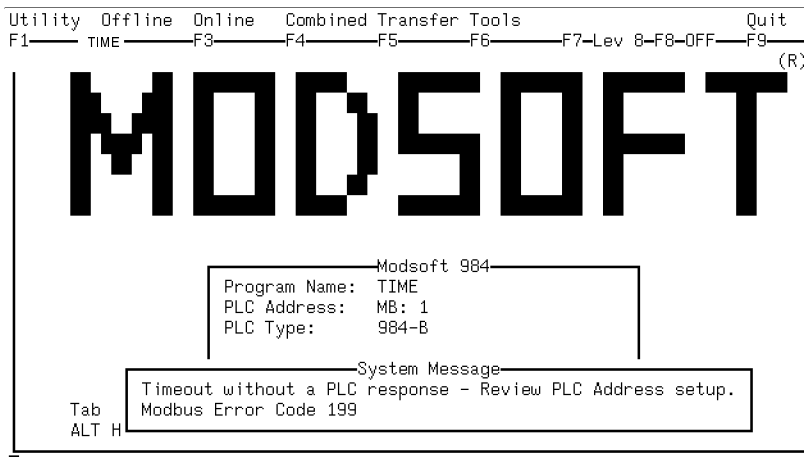 Utility Offline Online Combined Transfer Tools Quit
F1 TIME F3 F4 F5 F6 F7-Lev 8-F8-OFF F9
(R)
MODSOFT
Modsoft 984
Program Name: TIME
PLC Address: MB: 1
PLC Type: 984-B
System Message
Timeout without a PLC response - Review PLC Address setup.
Modbus Error Code 199
Tab
ALT H